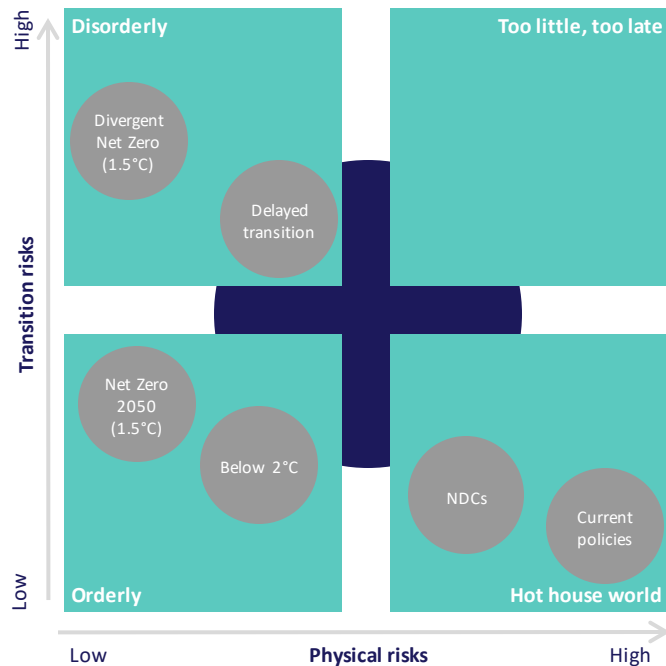 High
Disorderly
Too little, too late
Divergent
Net Zero
(1.5°C)
Delayed
transition
Transition risks
Net Zero
2050
(1.5°C)
Below 2°C
NDCs
Current
policies
Low
Orderly
Hot house world
Low
Physical risks
High